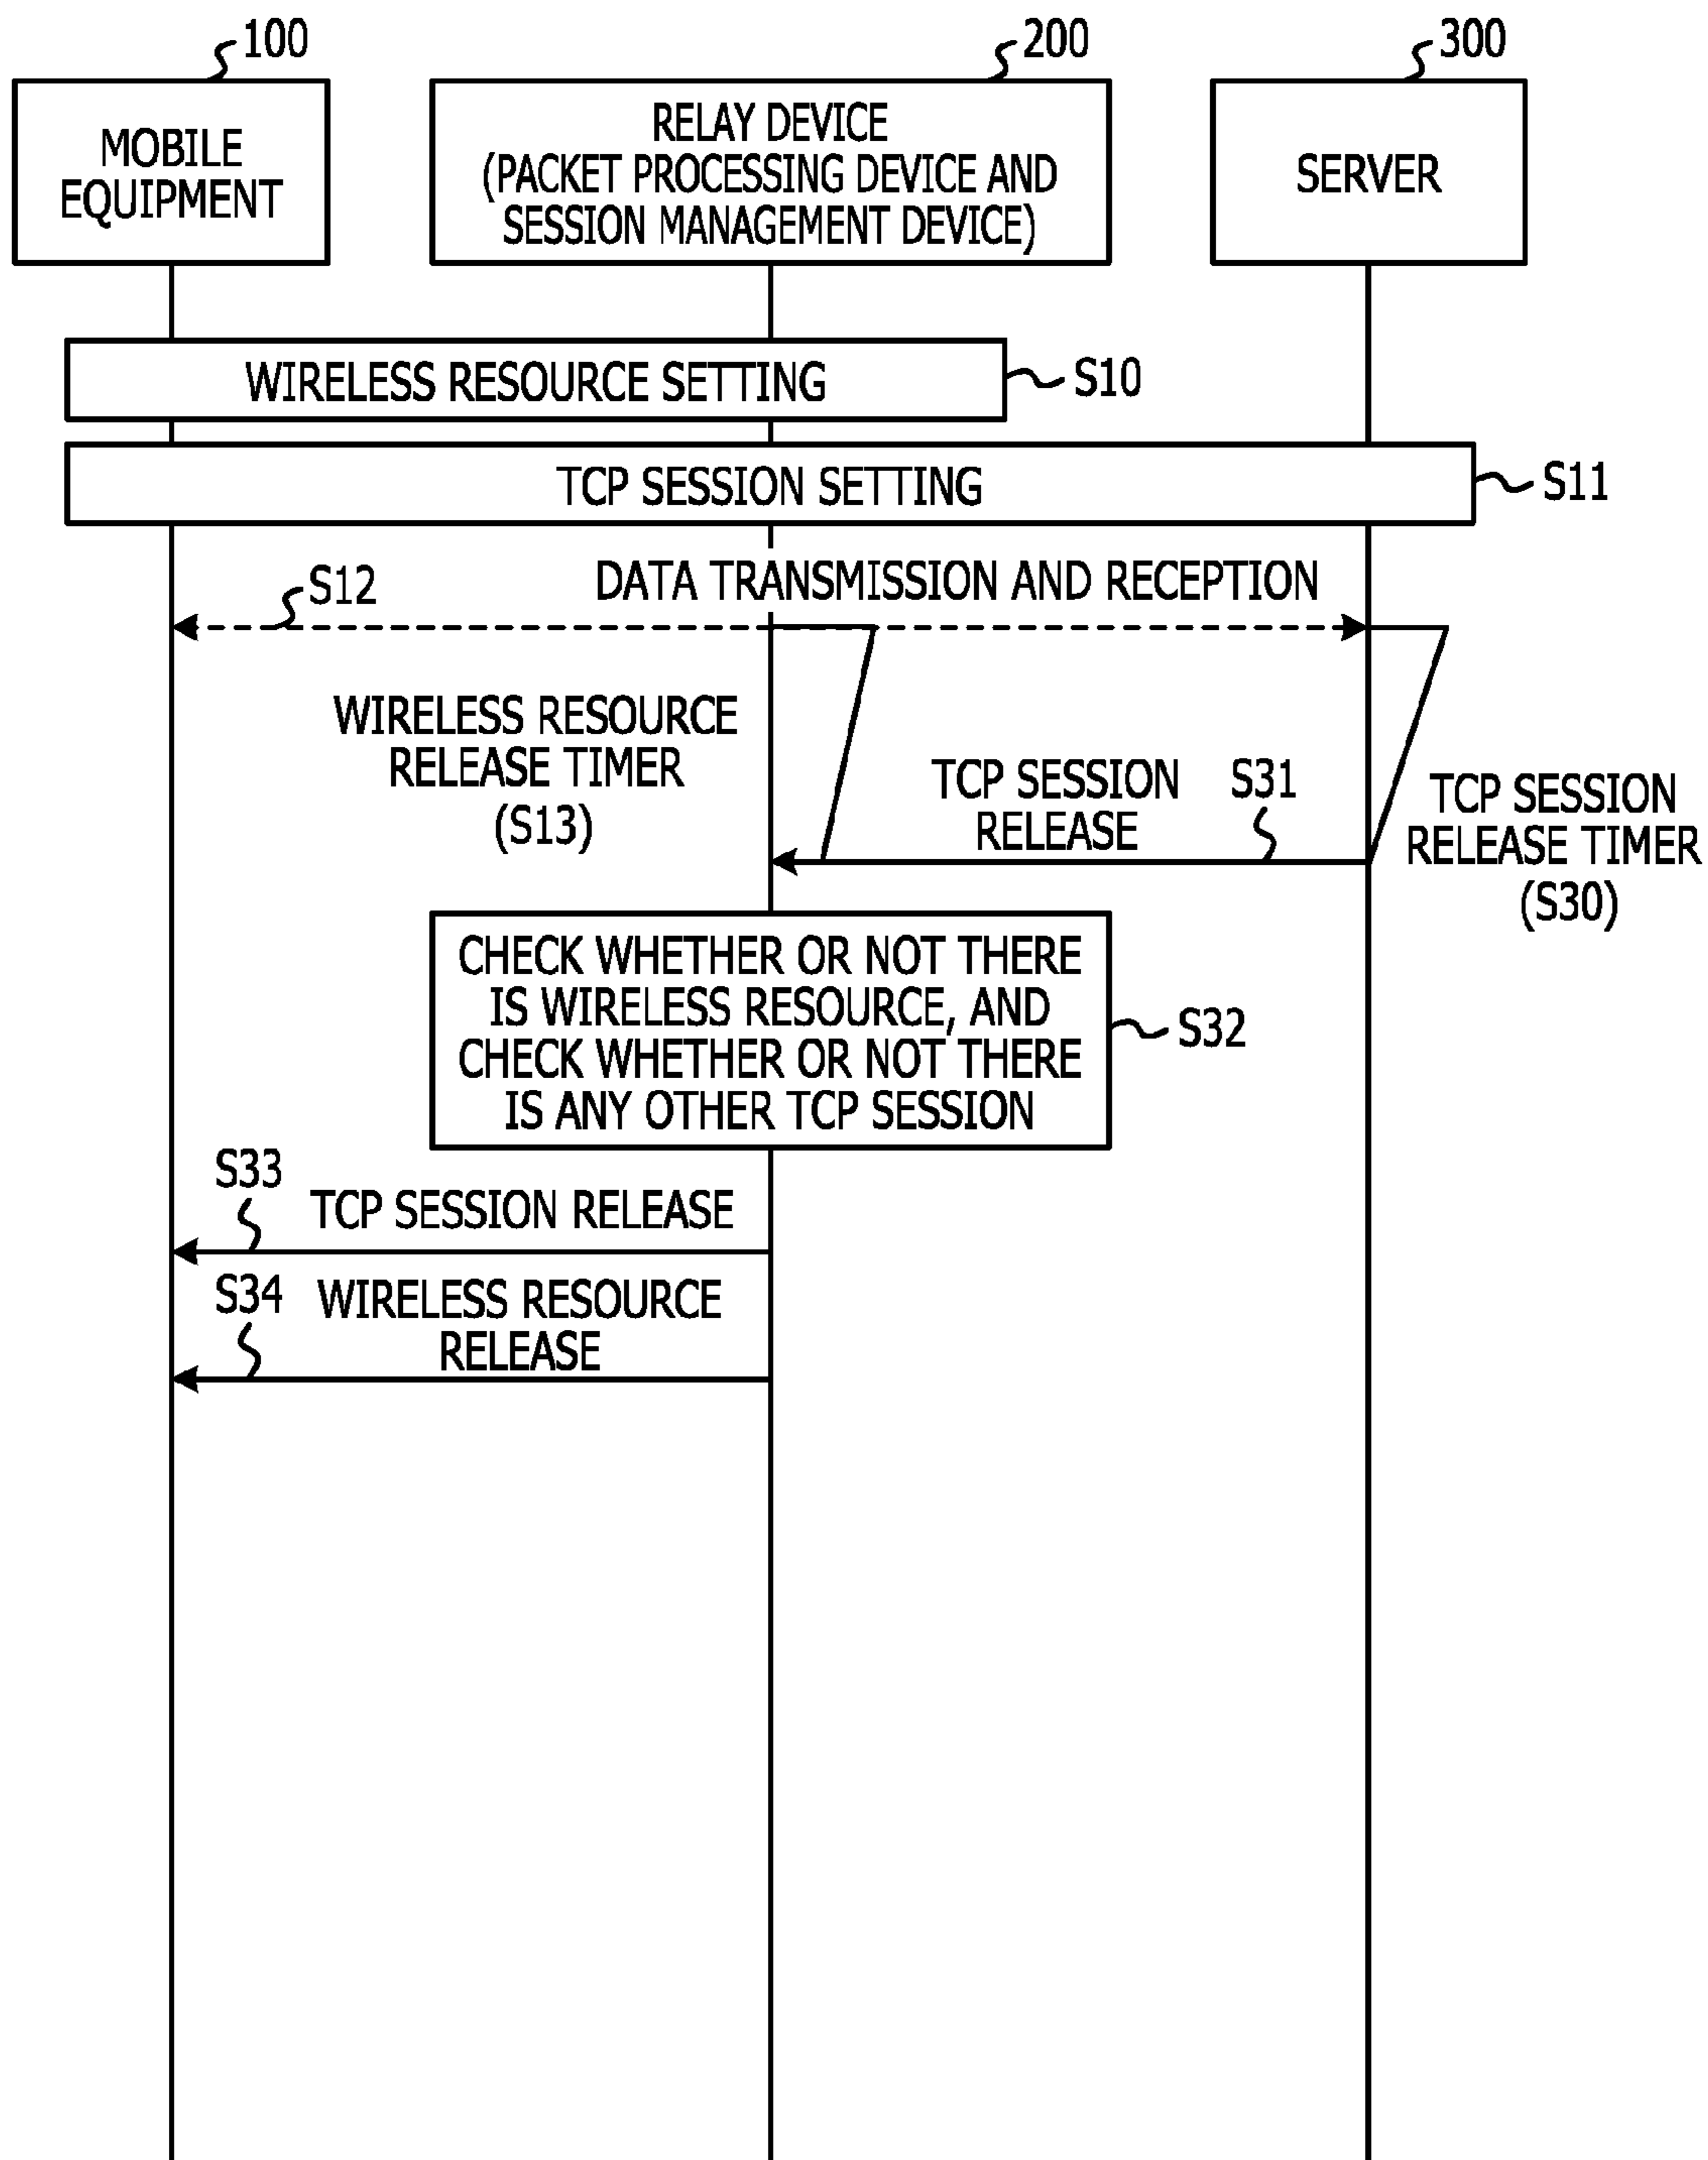 100
200
300
MOBILE
EQUIPMENT
RELAY DEVICE
(PACKET PROCESSING DEVICE AND
SESSION MANAGEMENT DEVICE)
SERVER
WIRELESS RESOURCE SETTING
S10
TCP SESSION SETTING
S11
S12
DATA TRANSMISSION AND RECEPTION
WIRELESS RESOURCE
RELEASE TIMER
(S13)
TCP SESSION
RELEASE
S31
TCP SESSION
RELEASE TIMER
(S30)
CHECK WHETHER OR NOT THERE
IS WIRELESS RESOURCE, AND
CHECK WHETHER OR NOT THERE
IS ANY OTHER TCP SESSION
S32
S33
TCP SESSION RELEASE
S34
WIRELESS RESOURCE
RELEASE